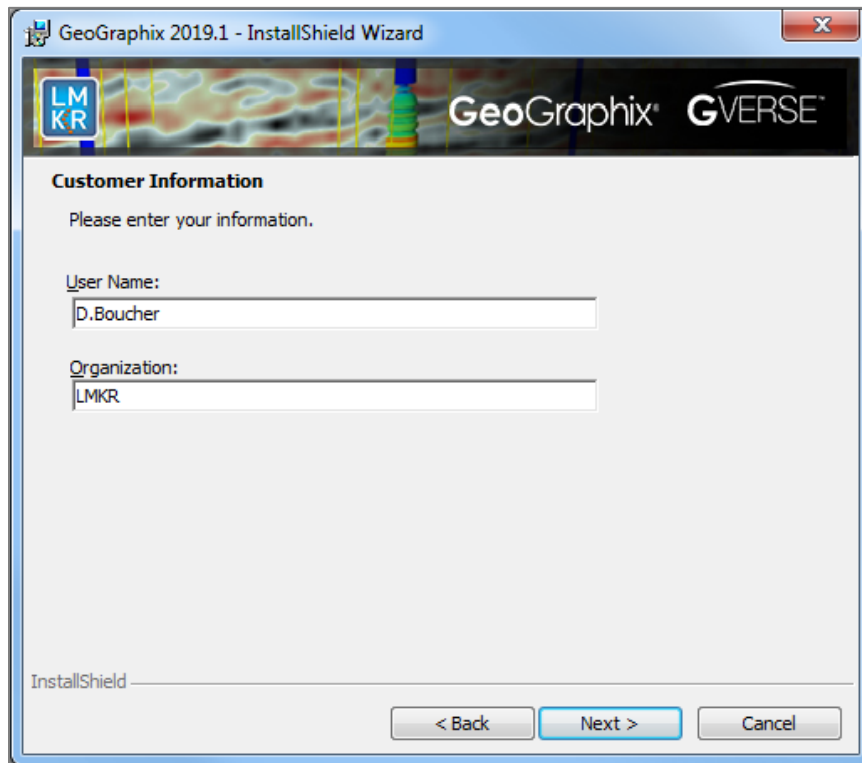 GeoGraphix 2019.1 - InstallShield Wizard
LM
KR
GeoGraphix® GVERSE™
Customer Information
Please enter your information.
User Name:
D.Boucher
Organization:
LMKR
InstallShield
< Back Next > Cancel